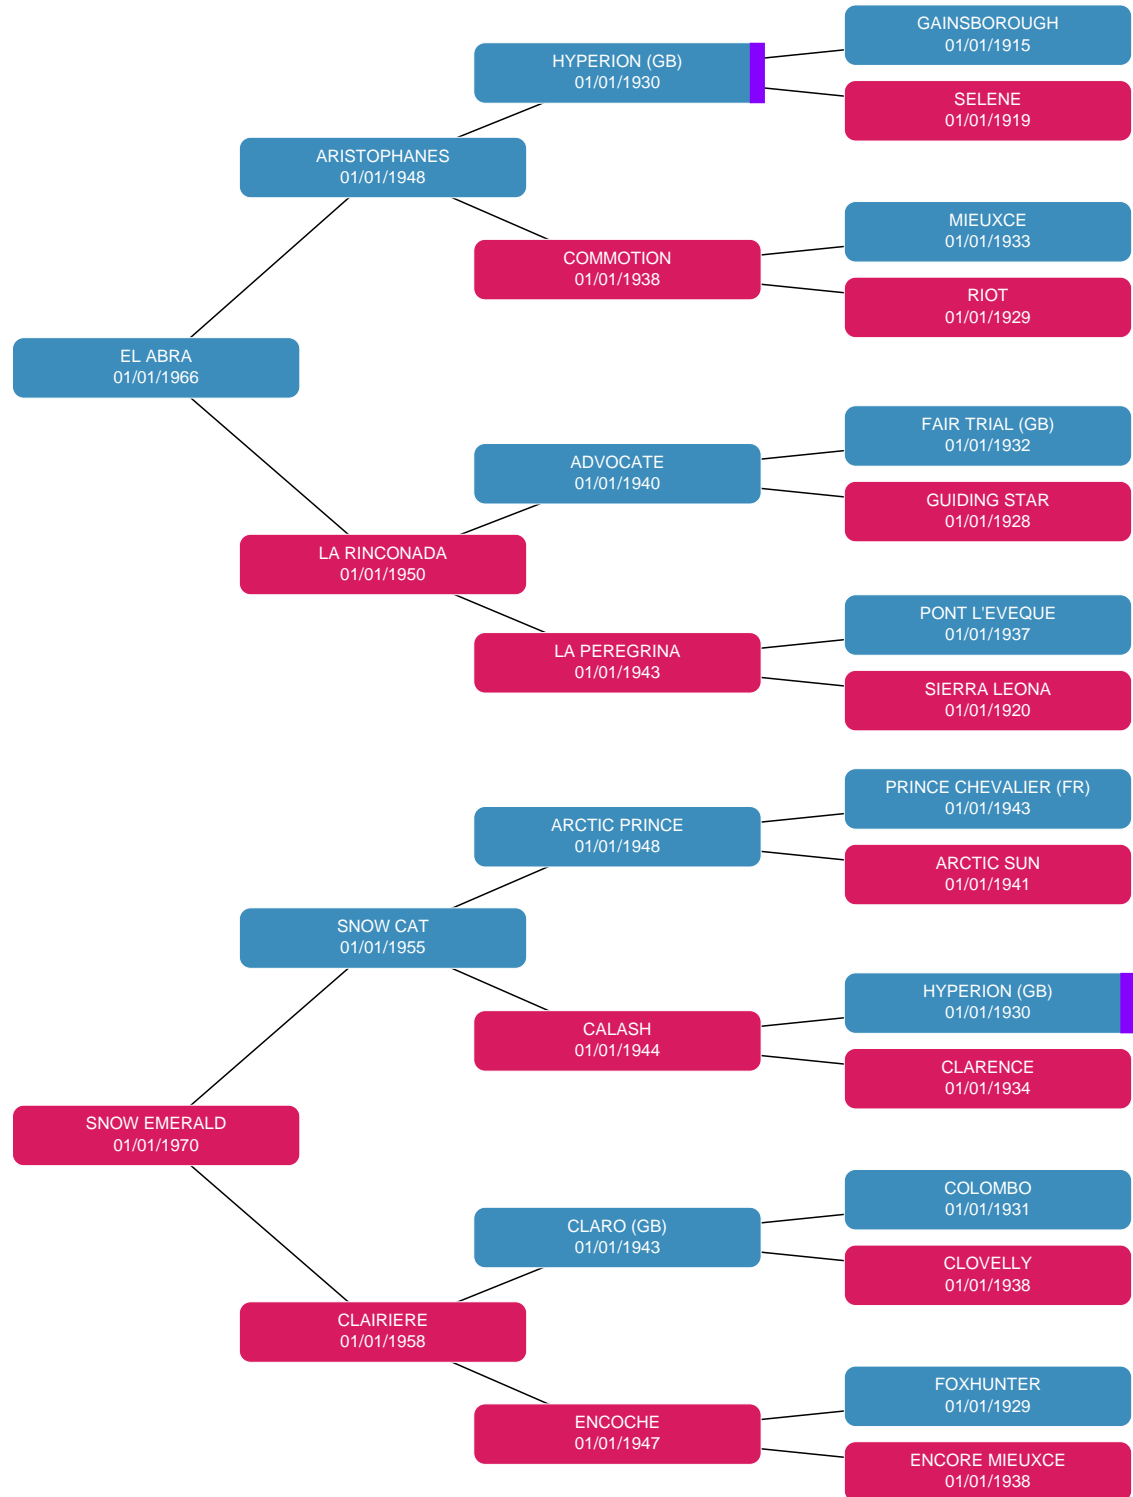 GAINSBOROUGH
01/01/1915
HYPERION (GB)
01/01/1930
SELENE
01/01/1919
ARISTOPHANES
01/01/1948
MIEUXCE
01/01/1933
COMMOTION
01/01/1938
RIOT
01/01/1929
EL ABRA
01/01/1966
FAIR TRIAL (GB)
01/01/1932
ADVOCATE
01/01/1940
GUIDING STAR
01/01/1928
LA RINCONADA
01/01/1950
PONT L'EVEQUE
01/01/1937
LA PEREGRINA
01/01/1943
SIERRA LEONA
01/01/1920
PRINCE CHEVALIER (FR)
01/01/1943
ARCTIC PRINCE
01/01/1948
ARCTIC SUN
01/01/1941
SNOW CAT
01/01/1955
HYPERION (GB)
01/01/1930
CALASH
01/01/1944
CLARENCE
01/01/1934
SNOW EMERALD
01/01/1970
COLOMBO
01/01/1931
CLARO (GB)
01/01/1943
CLOVELLY
01/01/1938
CLAIRIERE
01/01/1958
FOXHUNTER
01/01/1929
ENCOCHE
01/01/1947
ENCORE MIEUXCE
01/01/1938